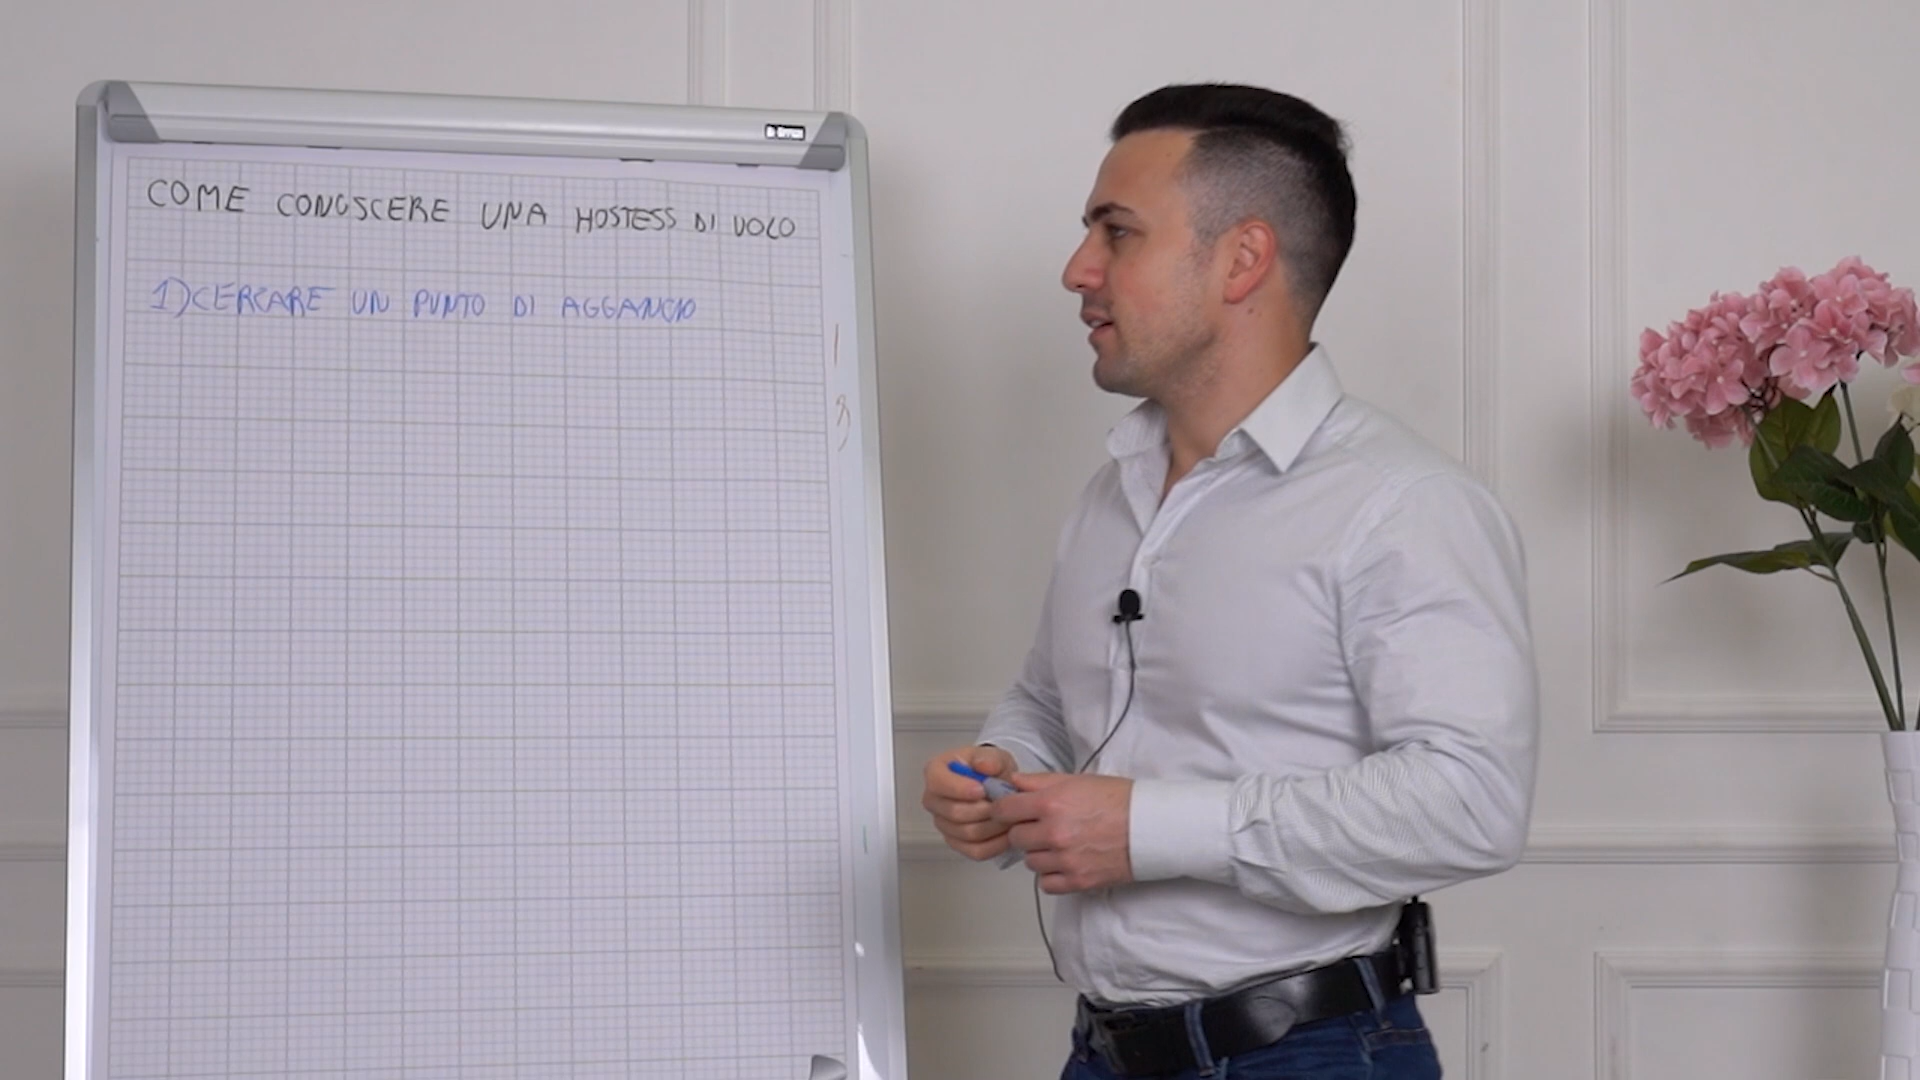 COME CONOSCERE UNA HOSTESS DI VOLO
1) CERCARE UN PUNTO DI AGGANCIO